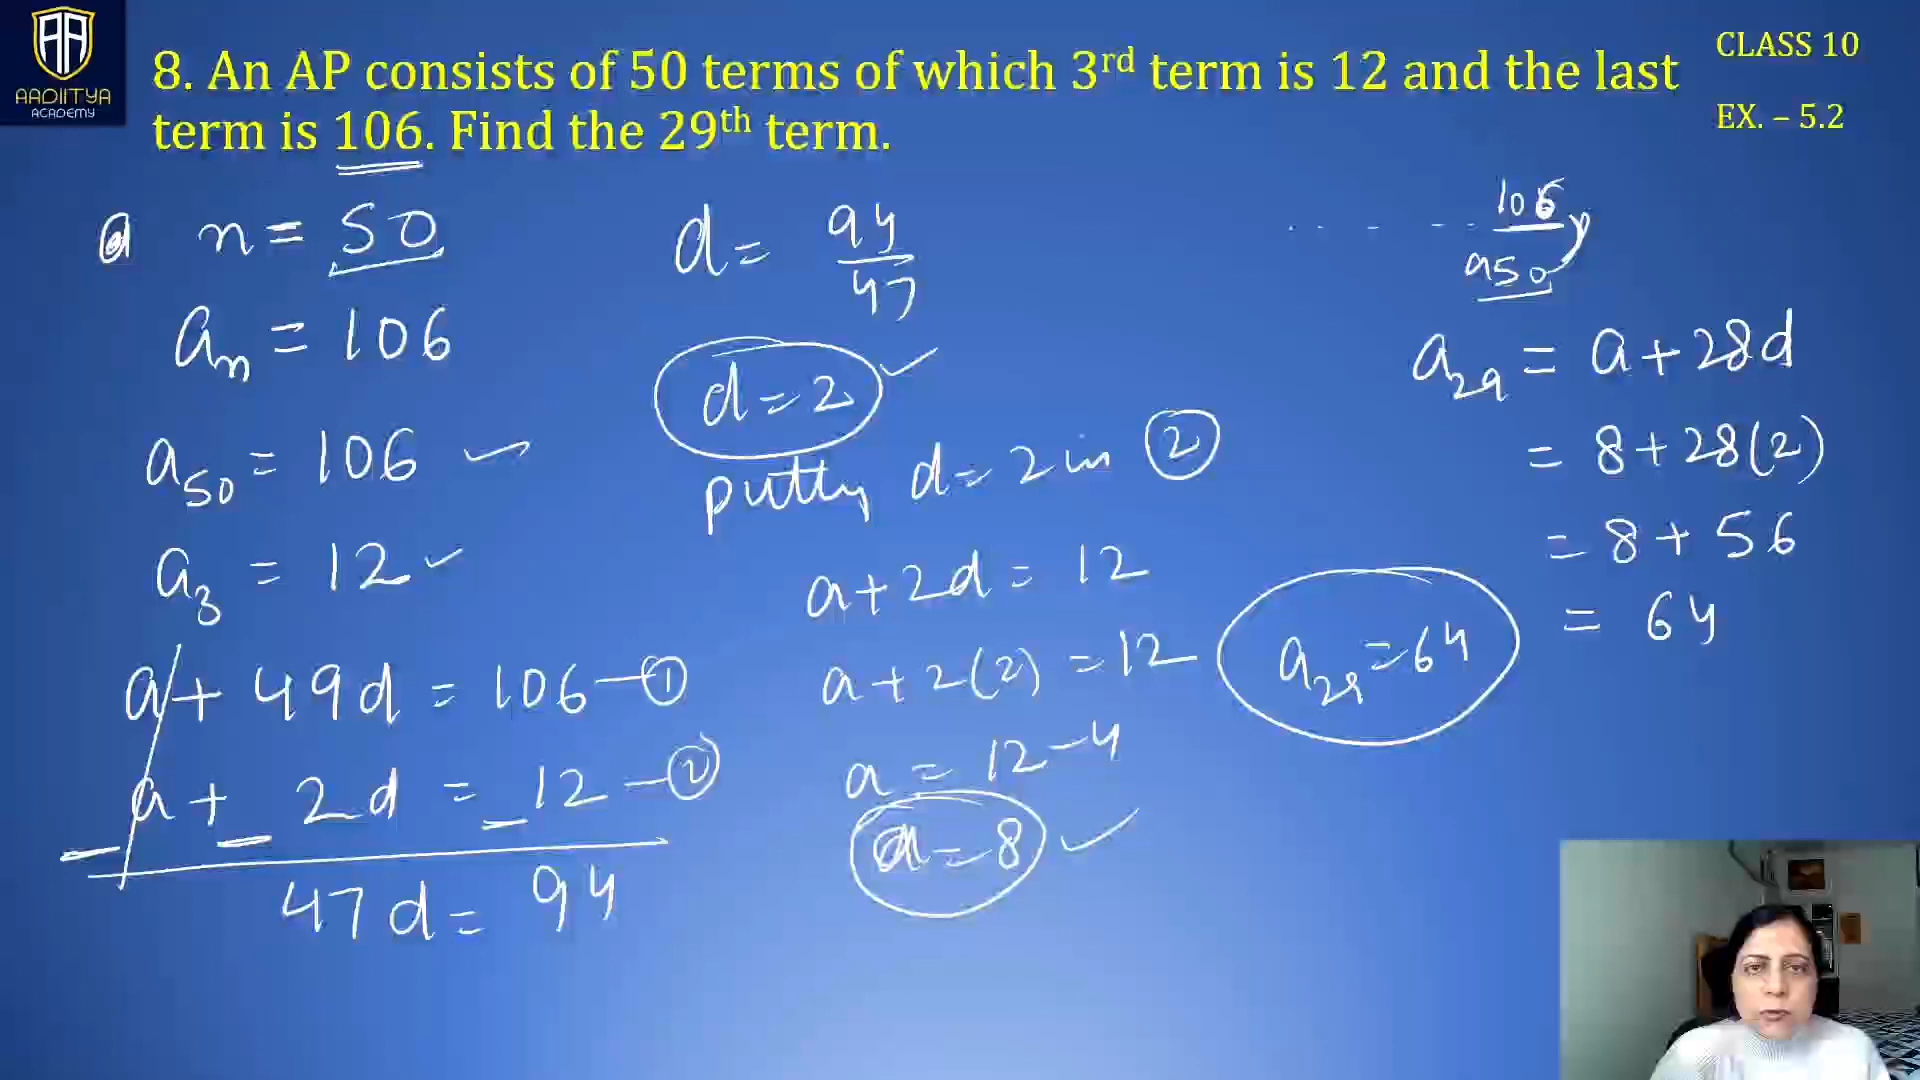 AADIITYA
ACADEMY
8. An AP consists of 50 terms of which 3rd term is 12 and the last
term is 106. Find the 29th term.
CLASS 10
EX. – 5.2
n = 50
an = 106
a50 = 106
a3 = 12
a + 49d = 106 — ①
a + 2d = 12 — ②
47d = 94
d = 94/47
d = 2
putty d = 2 in ②
a + 2d = 12
a + 2(2) = 12
a = 12 - 4
a = 8
106
a50
a29 = a + 28d
= 8 + 28(2)
= 8 + 56
= 64
a29 = 64